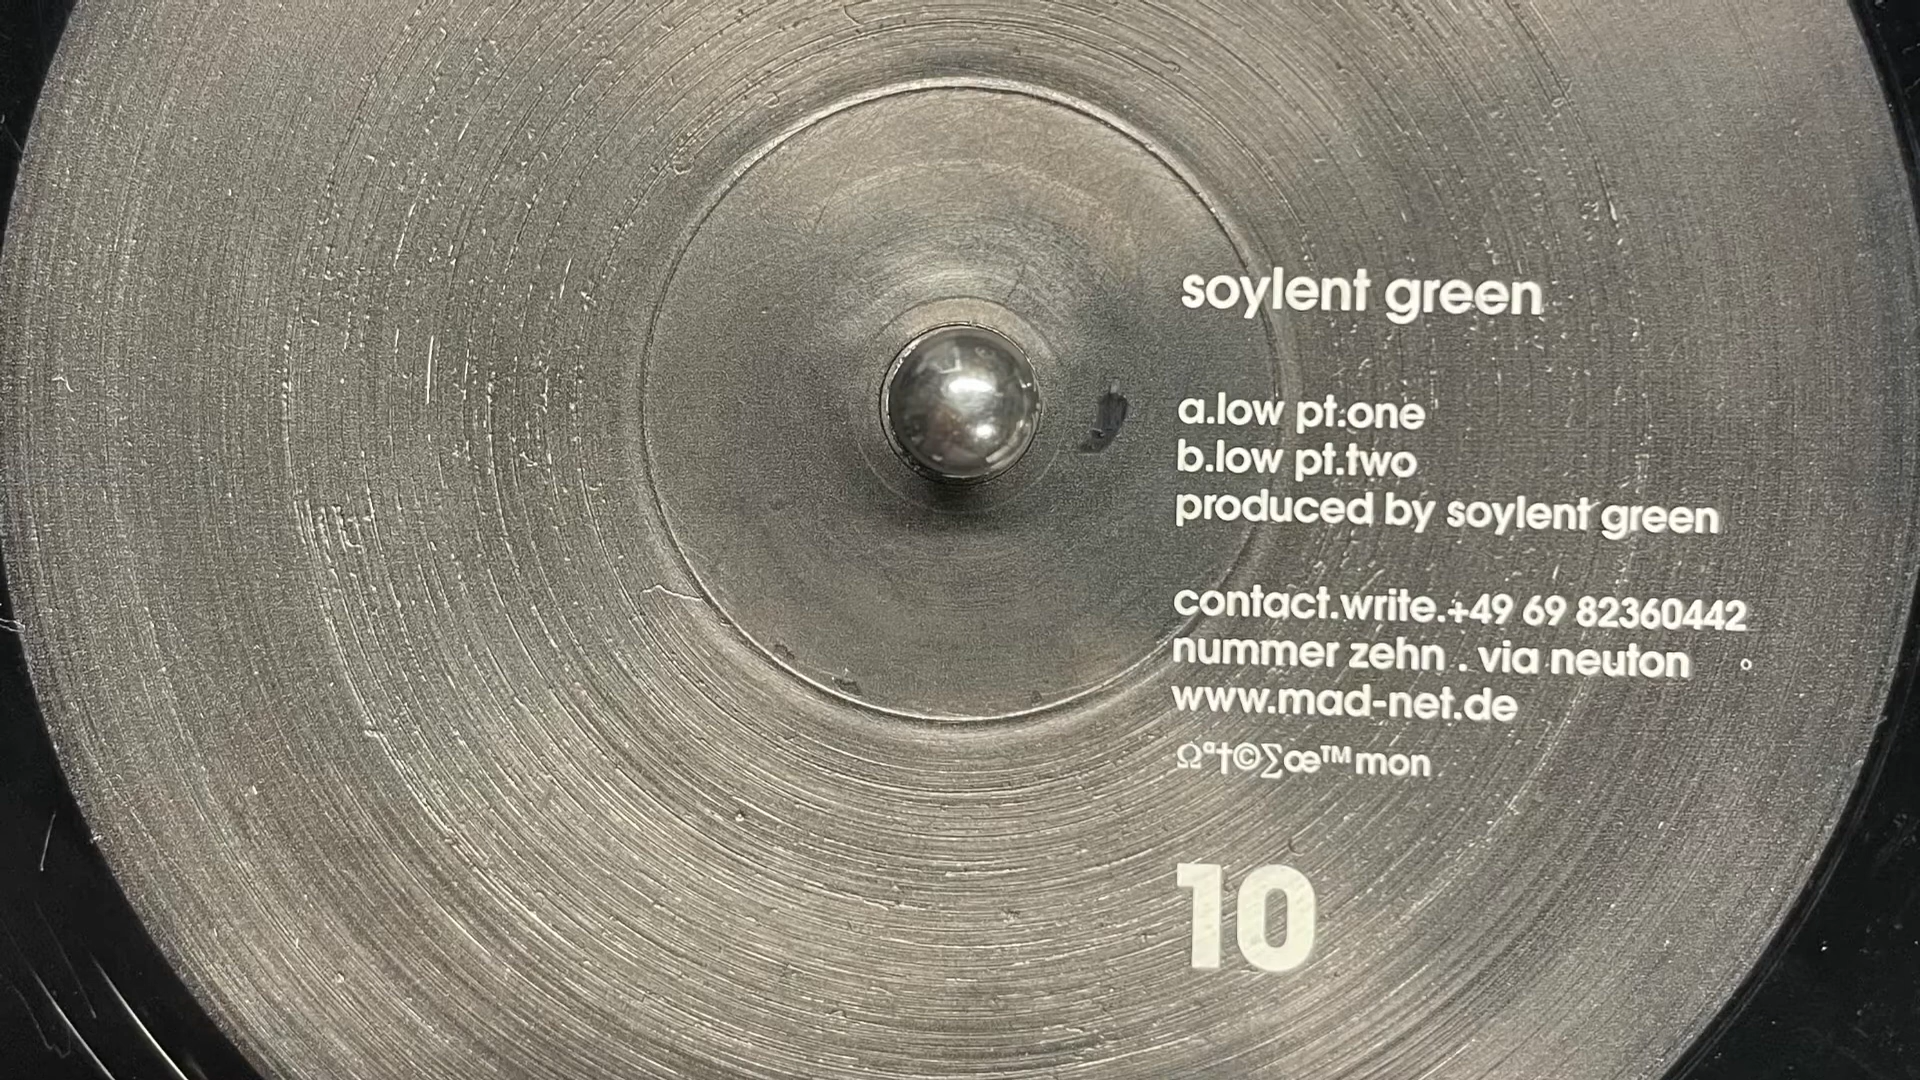 soylent green
a.low pt.one
b.low pt.two
produced by soylent green
contact.write.+49 69 82360442
nummer zehn . via neuton
www.mad-net.de
Ωª†©∑œ™mon
10